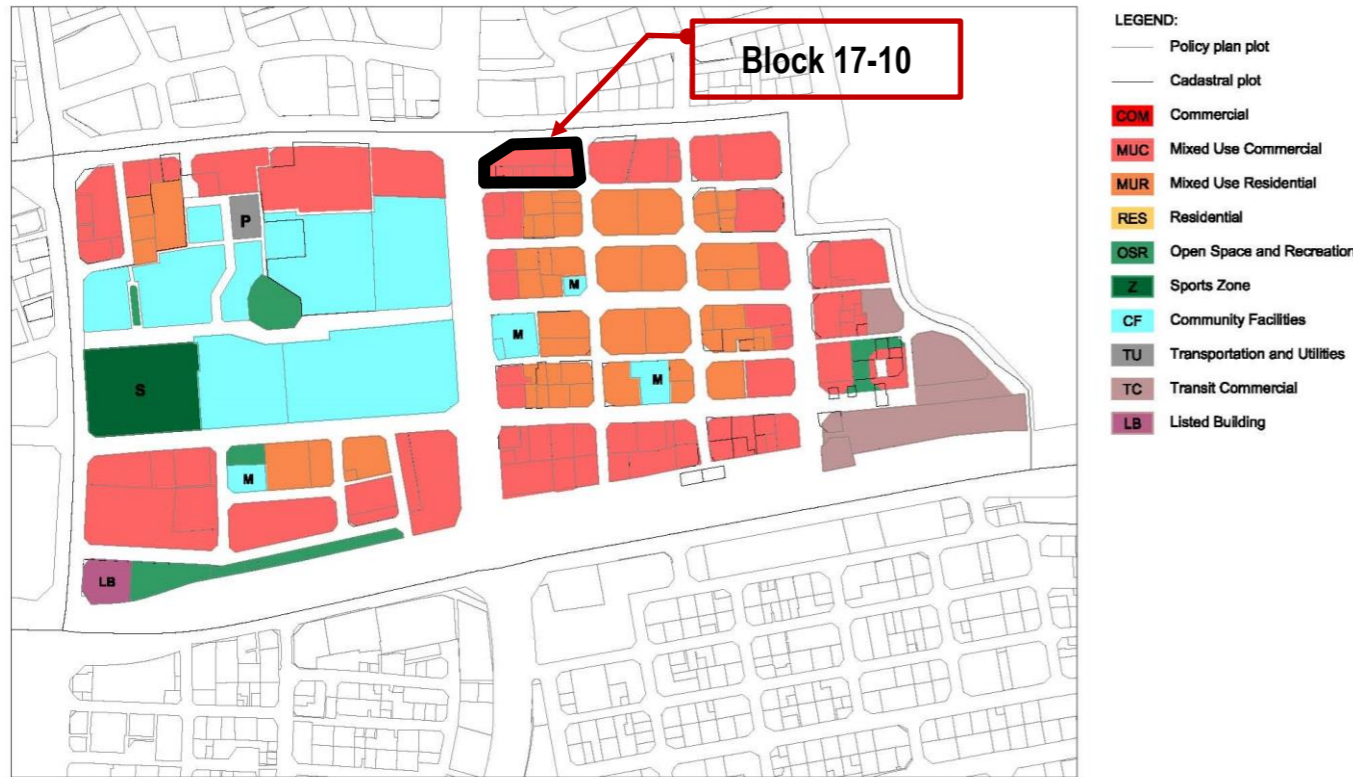 Block 17-10
P
M
M
M
S
M
LB
LEGEND:
Policy plan plot
Cadastral plot
COM Commercial
MUC Mixed Use Commercial
MUR Mixed Use Residential
RES Residential
OSR Open Space and Recreation
Z Sports Zone
CF Community Facilities
TU Transportation and Utilities
TC Transit Commercial
LB Listed Building